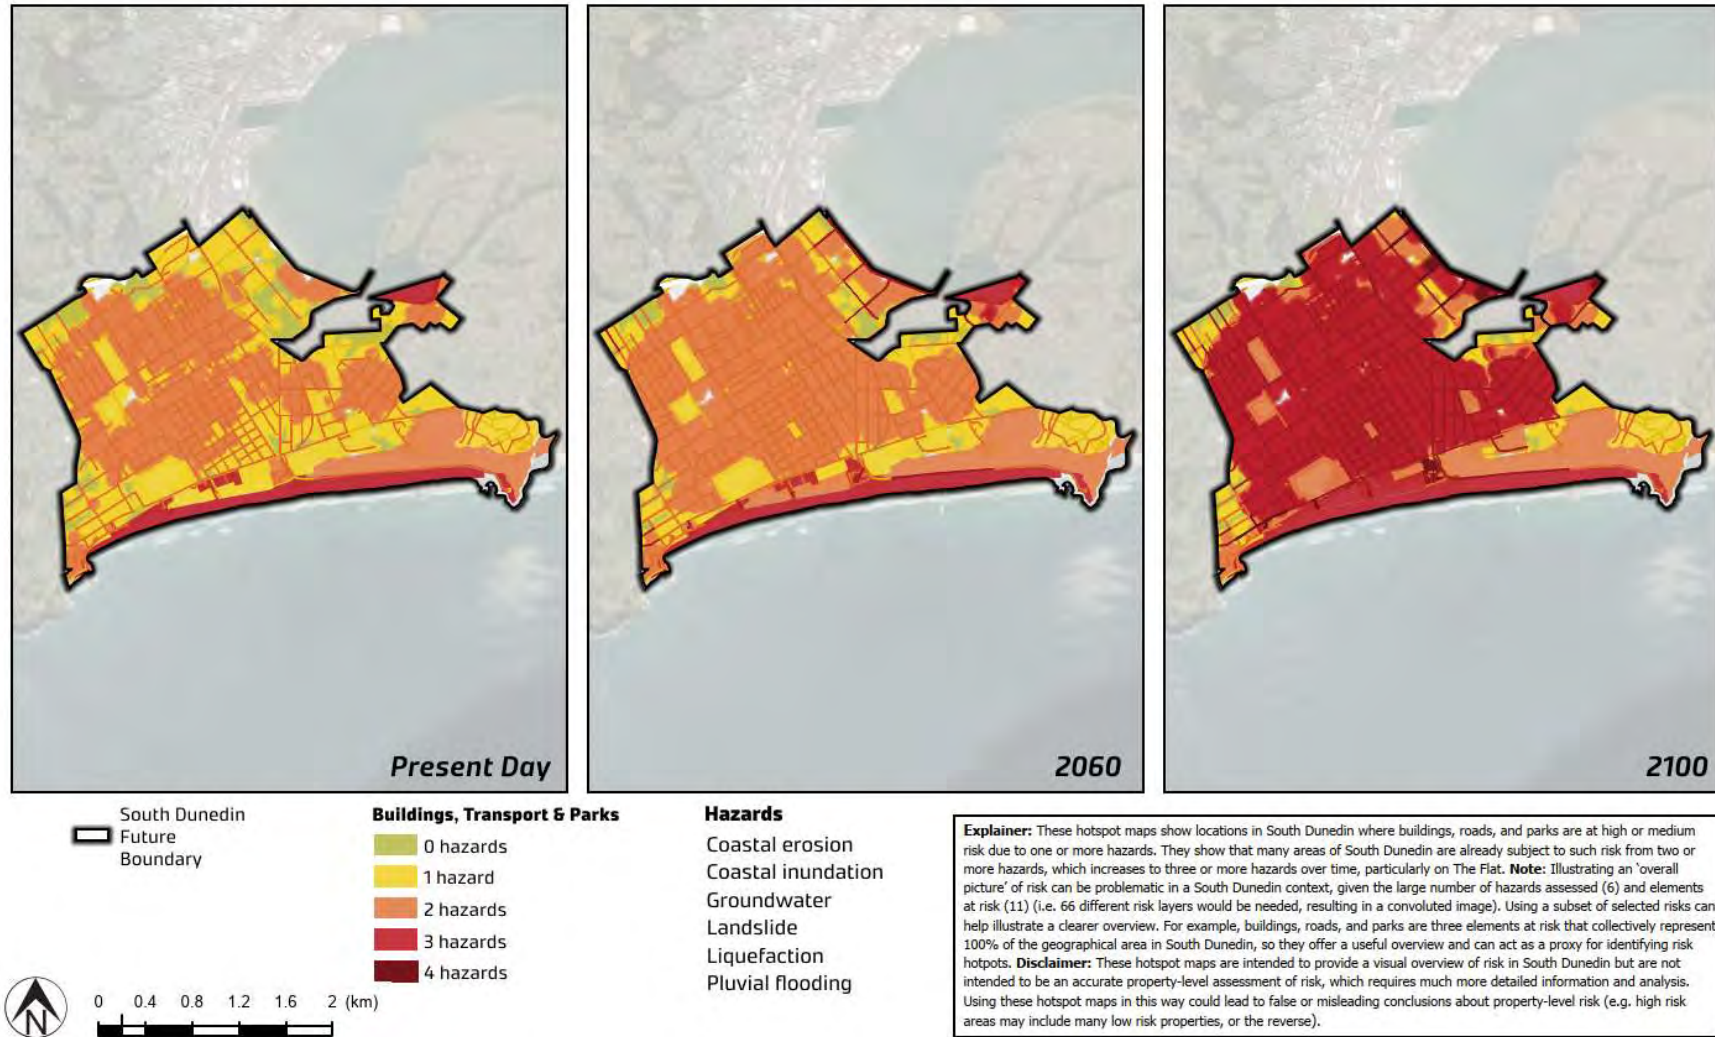 Present Day
2060
2100
South Dunedin
Future
Boundary
Buildings, Transport & Parks
0 hazards
1 hazard
2 hazards
3 hazards
4 hazards
Hazards
Coastal erosion
Coastal inundation
Groundwater
Landslide
Liquefaction
Pluvial flooding
N
0 0.4 0.8 1.2 1.6 2 (km)
Explainer: These hotspot maps show locations in South Dunedin where buildings, roads, and parks are at high or medium
risk due to one or more hazards. They show that many areas of South Dunedin are already subject to such risk from two or
more hazards, which increases to three or more hazards over time, particularly on The Flat. Note: Illustrating an 'overall
picture' of risk can be problematic in a South Dunedin context, given the large number of hazards assessed (6) and elements
at risk (11) (i.e. 66 different risk layers would be needed, resulting in a convoluted image). Using a subset of selected risks can
help illustrate a clearer overview. For example, buildings, roads, and parks are three elements at risk that collectively represent
100% of the geographical area in South Dunedin, so they offer a useful overview and can act as a proxy for identifying risk
hotpots. Disclaimer: These hotspot maps are intended to provide a visual overview of risk in South Dunedin but are not
intended to be an accurate property-level assessment of risk, which requires much more detailed information and analysis.
Using these hotspot maps in this way could lead to false or misleading conclusions about property-level risk (e.g. high risk
areas may include many low risk properties, or the reverse).